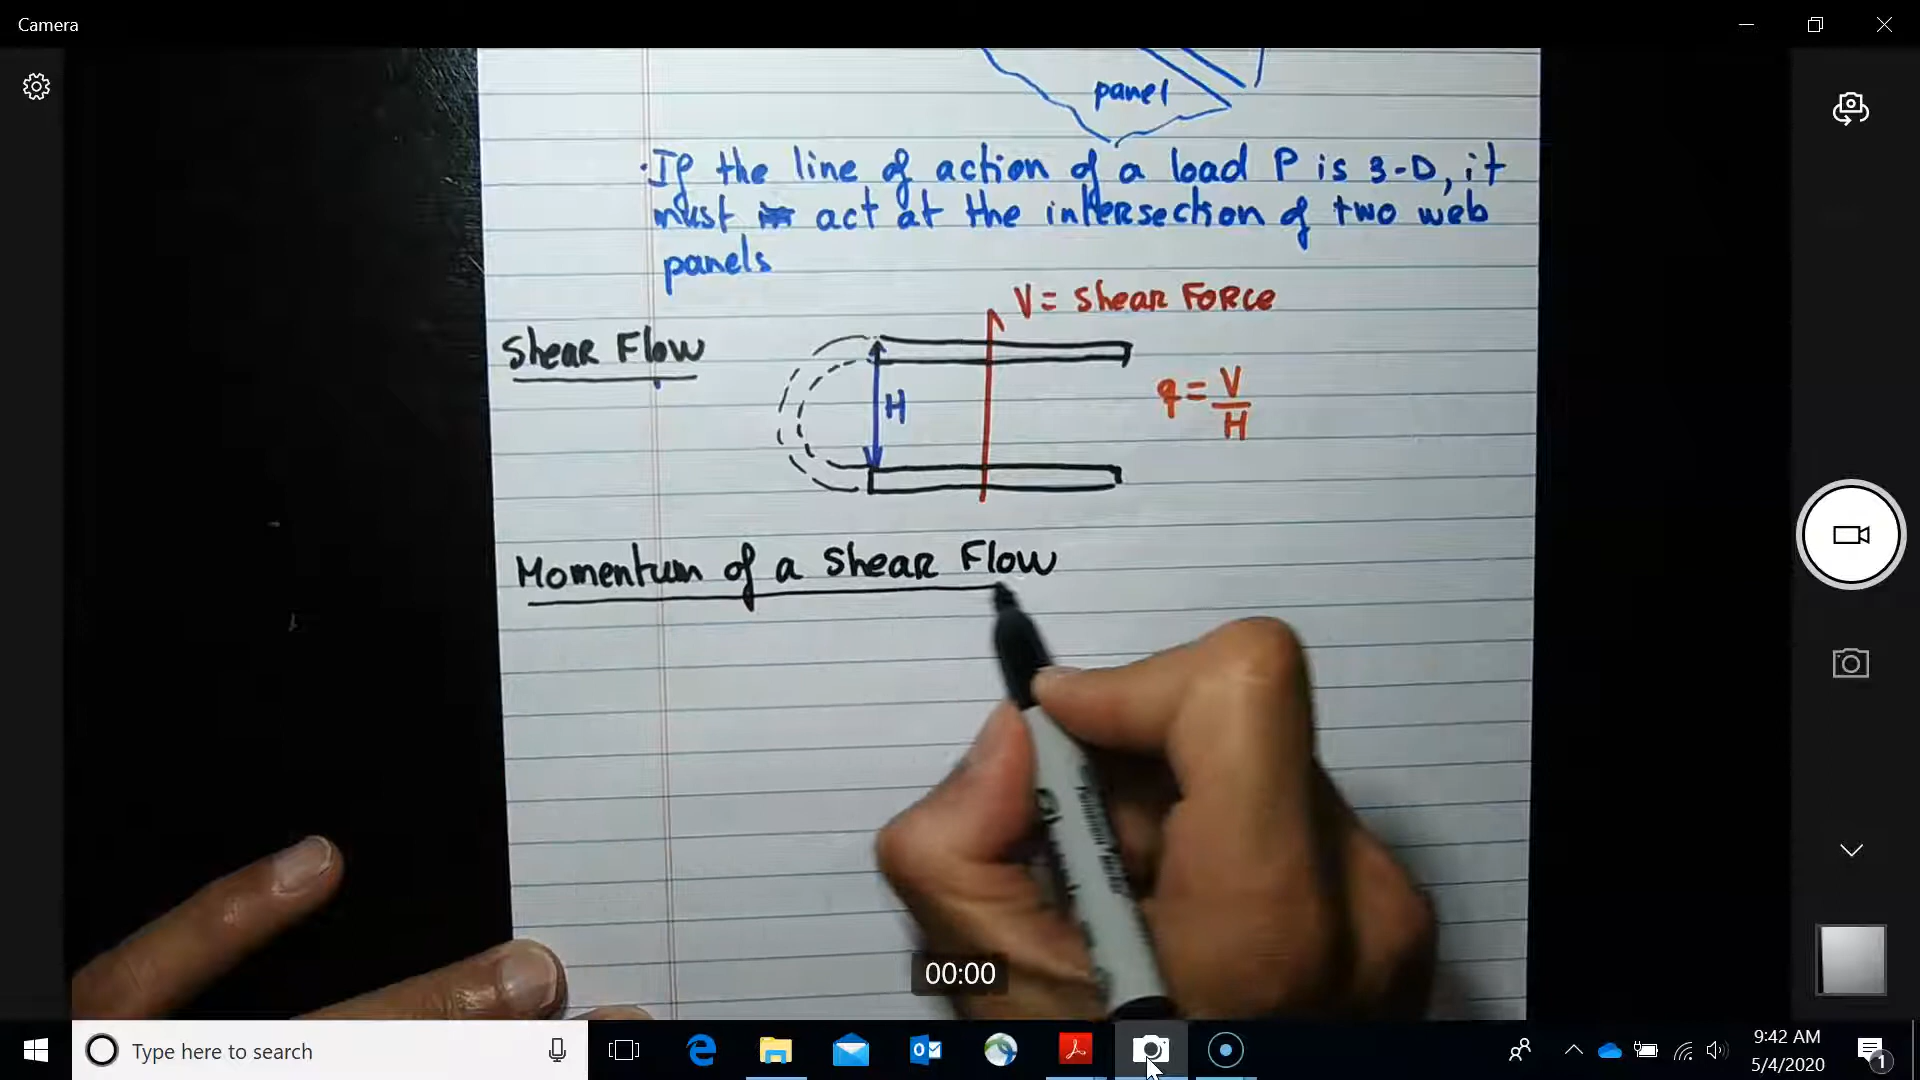 Camera
panel
·If the line of action of a load P is 3-D, it
must act at the intersection of two web
panels
V = Shear Force
Shear Flow
H
q = V/H
Momentum of a Shear Flow
00:00
Type here to search
9:42 AM
5/4/2020
1